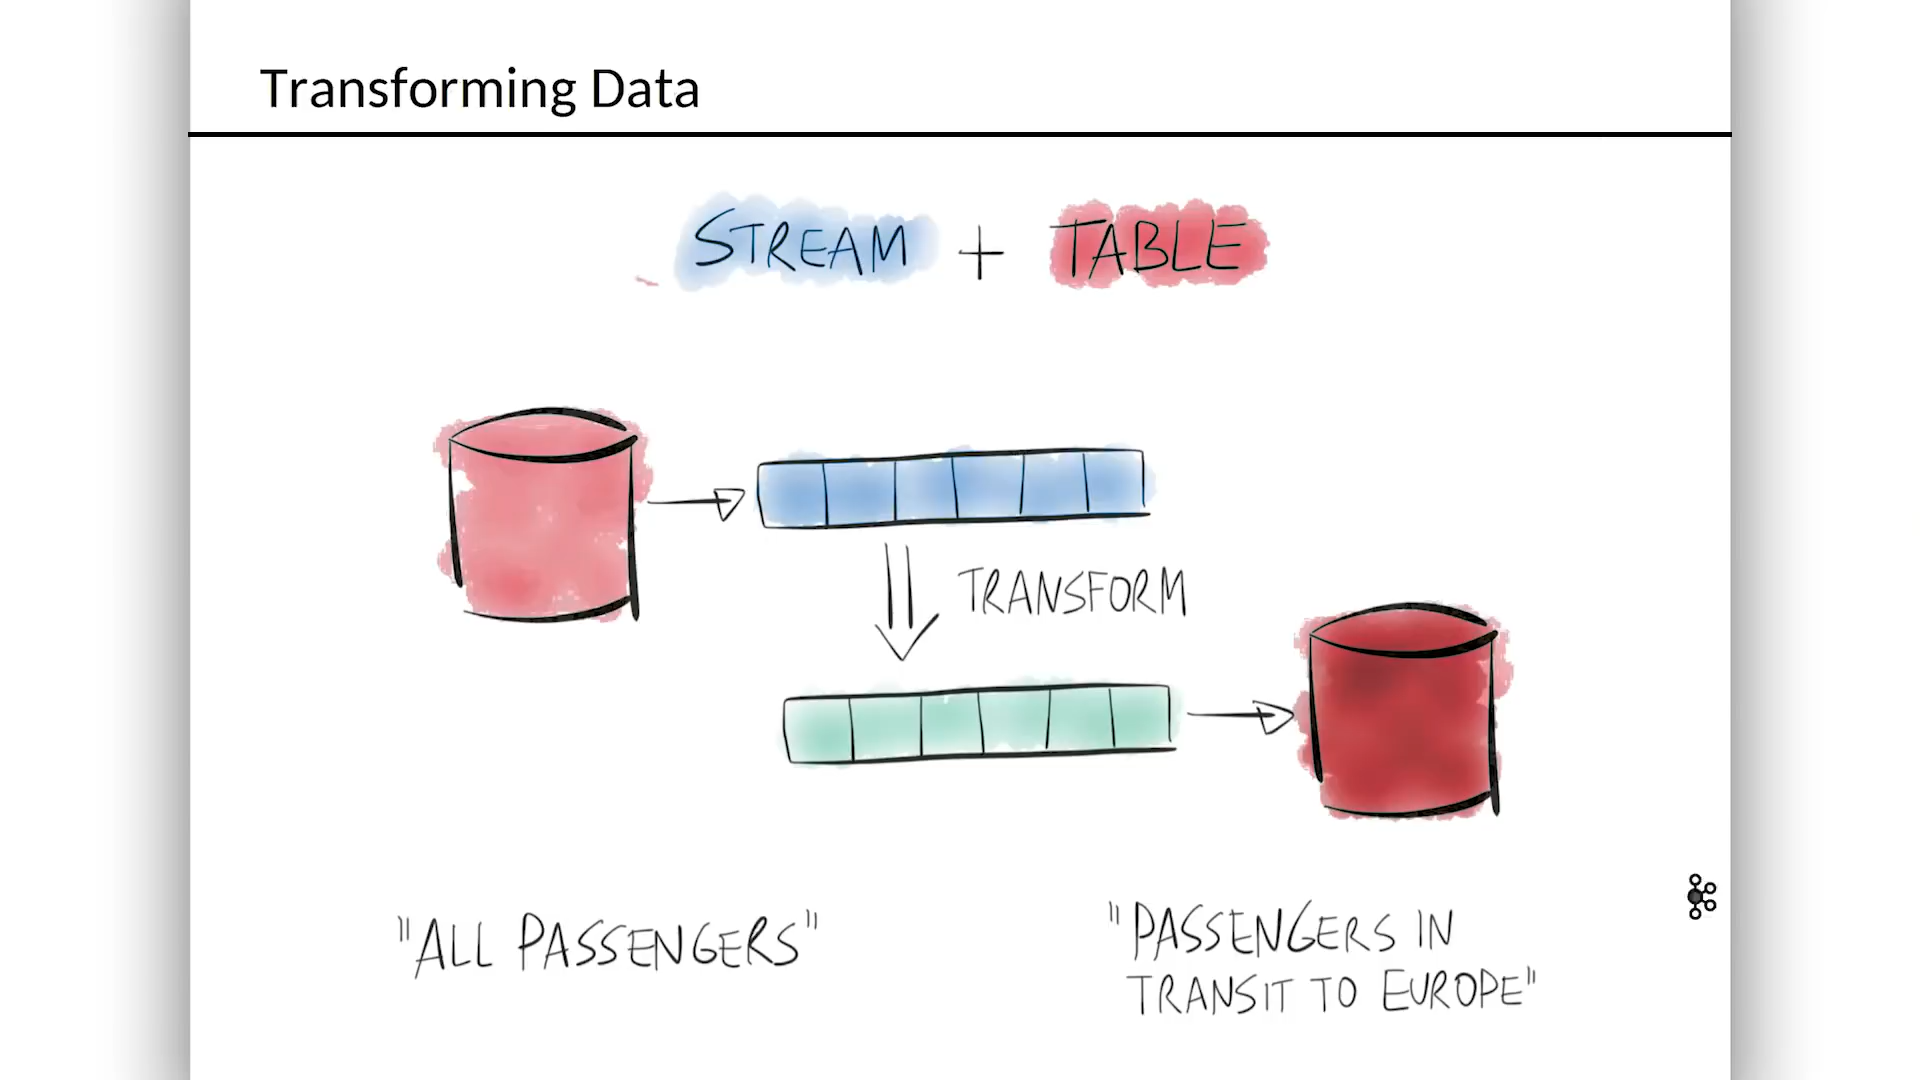 Transforming Data
STREAM + TABLE
TRANSFORM
"ALL PASSENGERS"
"PASSENGERS IN
TRANSIT TO EUROPE"